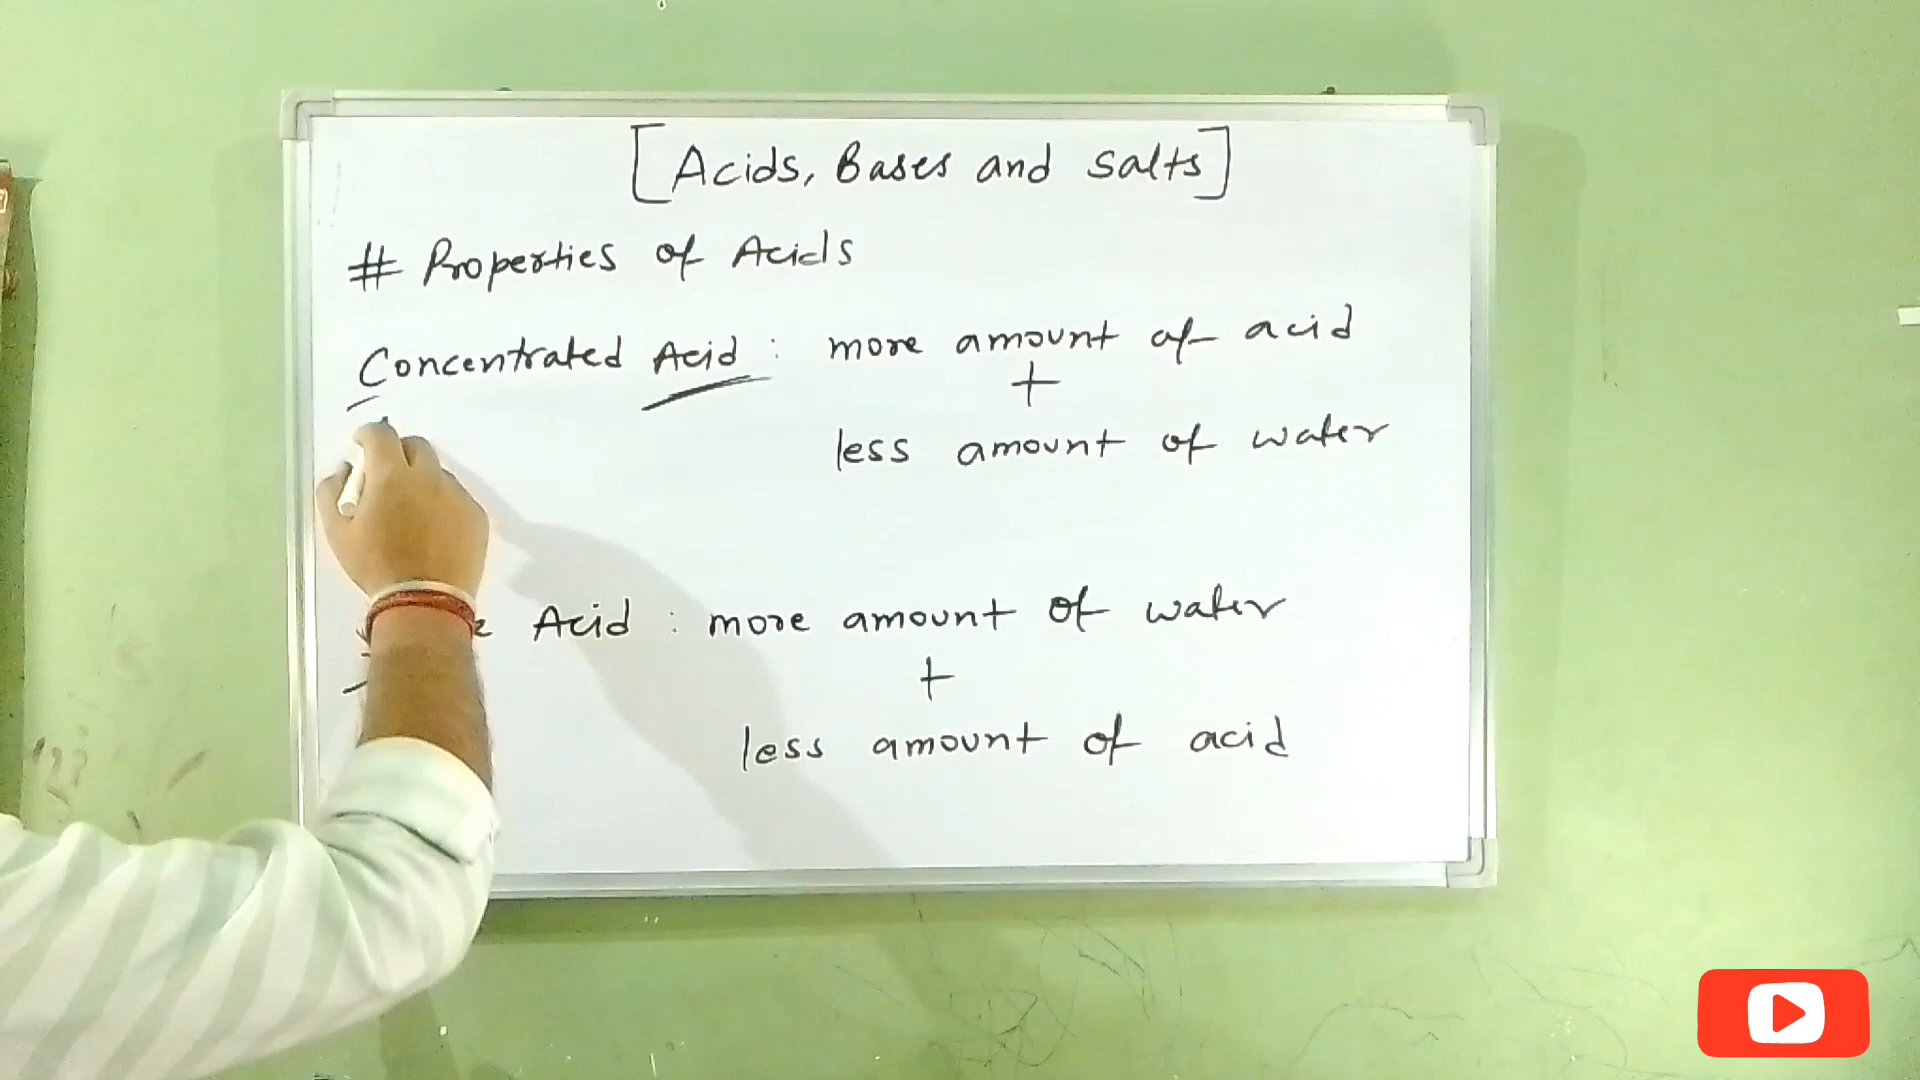 [Acids, Bases and Salts]
# Properties of Acids
Concentrated Acid : more amount of acid
+
less amount of water
Acid : more amount of water
+
less amount of acid